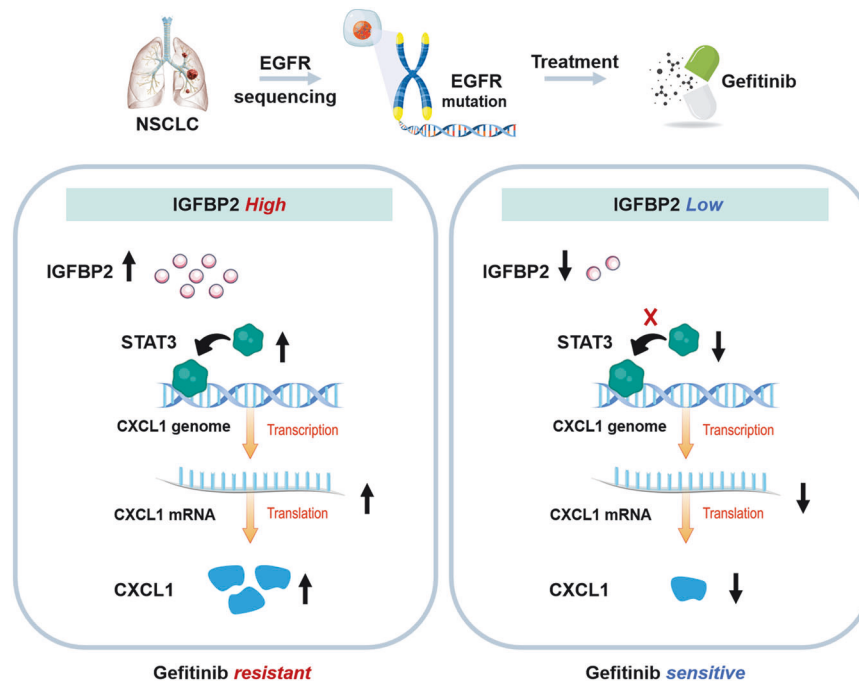 NSCLC
EGFR
sequencing
EGFR
mutation
Treatment
Gefitinib
IGFBP2 High
IGFBP2
STAT3
CXCL1 genome
Transcription
CXCL1 mRNA
Translation
CXCL1
Gefitinib resistant
IGFBP2 Low
IGFBP2
X
STAT3
CXCL1 genome
Transcription
CXCL1 mRNA
Translation
CXCL1
Gefitinib sensitive